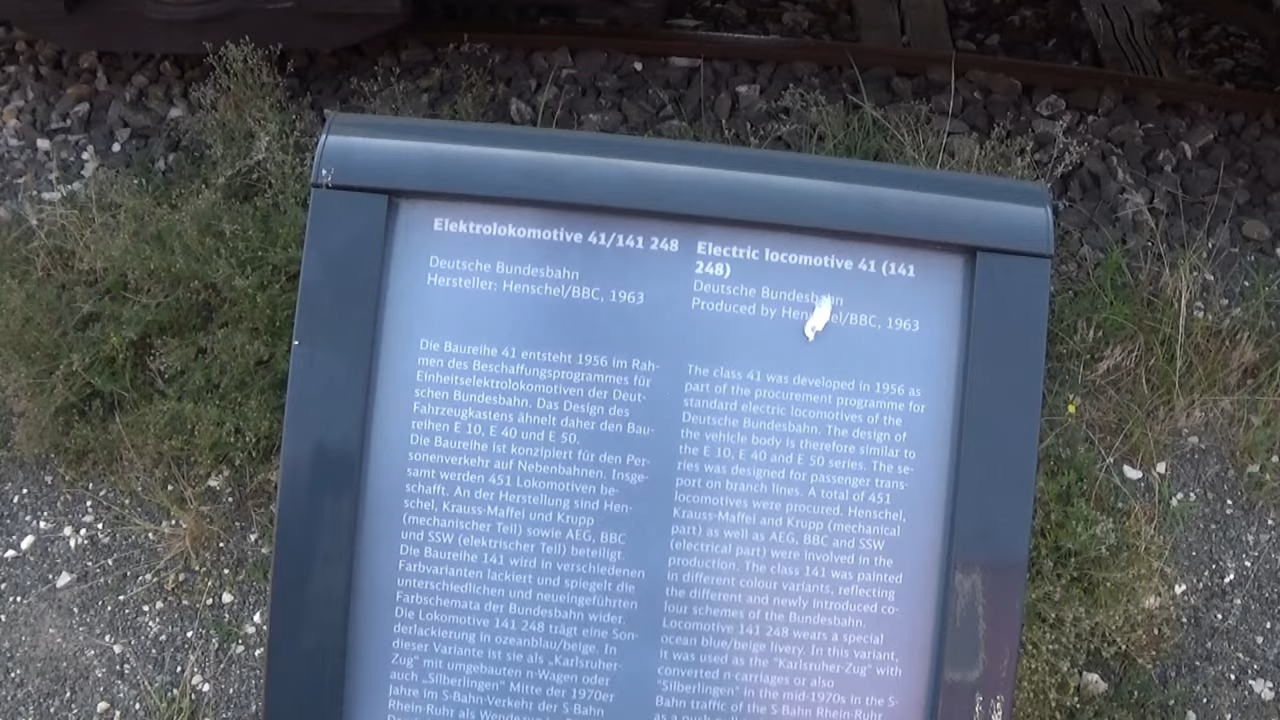 Elektrolokomotive 41/141 248
Deutsche Bundesbahn
Hersteller: Henschel/BBC, 1963
Die Baureihe 41 entsteht 1956 im Rah-
men des Beschaffungsprogrammes für
Einheitselektrolokomotiven der Deut-
schen Bundesbahn. Das Design des
Fahrzeugkastens ähnelt daher den Bau-
reihen E 10, E 40 und E 50.
Die Baureihe ist konzipiert für den Per-
sonenverkehr auf Nebenbahnen. Insge-
samt werden 451 Lokomotiven be-
schafft. An der Herstellung sind Hen-
schel, Krauss-Maffel und Krupp
(mechanischer Teil) sowie AEG, BBC
und SSW (elektrischer Teil) beteiligt.
Die Baureihe 141 wird in verschiedenen
Farbvarianten lackiert und spiegelt die
unterschiedlichen und neueingeführten
Farbschemata der Bundesbahn wider.
Die Lokomotive 141 248 trägt eine Son-
derlackierung in ozeanblau/beige. In
dieser Variante ist sie als „Karlsruher-
Zug" mit umgebauten n-Wagen oder
auch „Silberlingen" Mitte der 1970er
Jahre im S-Bahn-Verkehr der S-Bahn
Rhein-Ruhr als
Electric locomotive 41 (141
248)
Deutsche Bundesbahn
Produced by Henschel/BBC, 1963
The class 41 was developed in 1956 as
part of the procurement programme for
standard electric locomotives of the
Deutsche Bundesbahn. The design of
the vehicle body is therefore similar to
the E 10, E 40 and E 50 series. The se-
ries was designed for passenger trans-
port on branch lines. A total of 451
locomotives were procured. Henschel,
Krauss-Maffel and Krupp (mechanical
part) as well as AEG, BBC and SSW
(electrical part) were involved in the
production. The class 141 was painted
in different colour variants, reflecting
the different and newly introduced co-
lour schemes of the Bundesbahn.
Locomotive 141 248 wears a special
ocean blue/beige livery. In this variant,
it was used as the "Karlsruher-Zug" with
converted n-carriages or also
"Silberlingen" in the mid-1970s in the S-
Bahn traffic of the S Bahn Rhein-Ruhr
as a